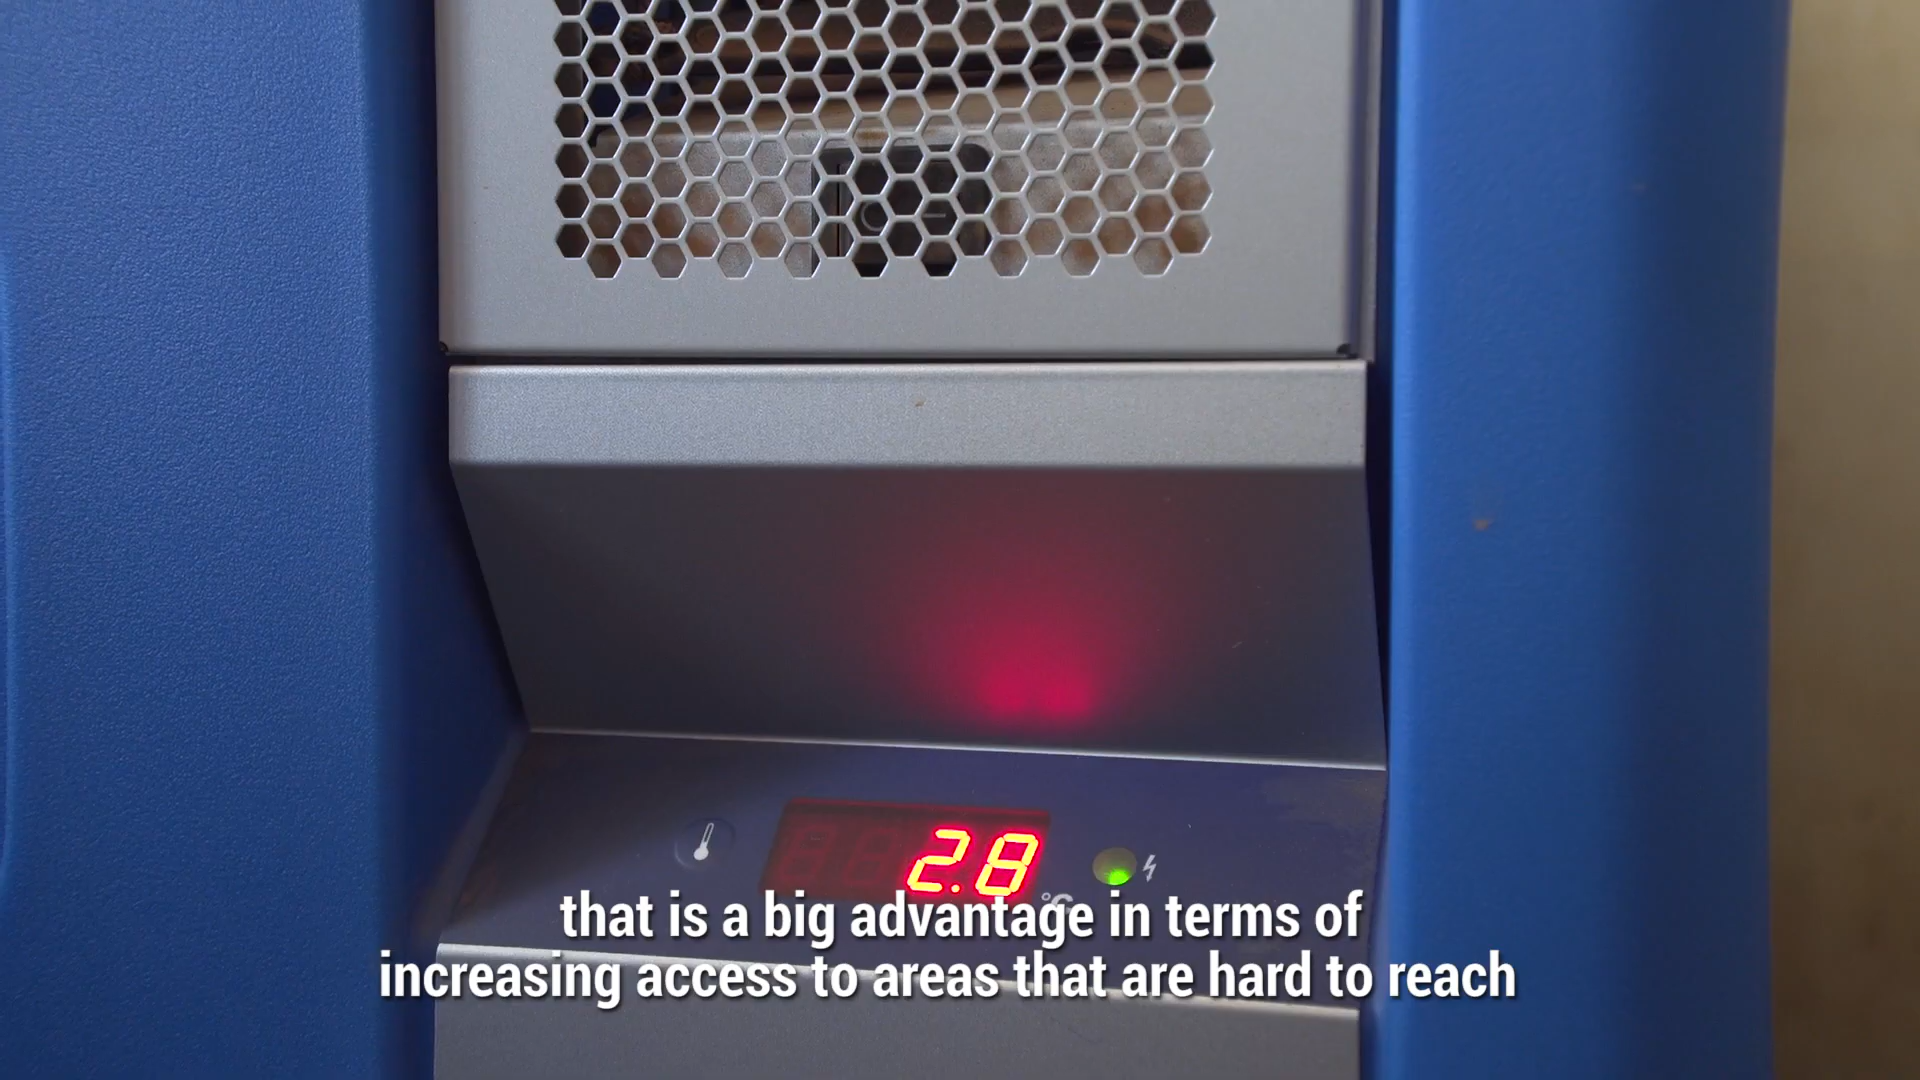 2.8
°C
that is a big advantage in terms of
increasing access to areas that are hard to reach